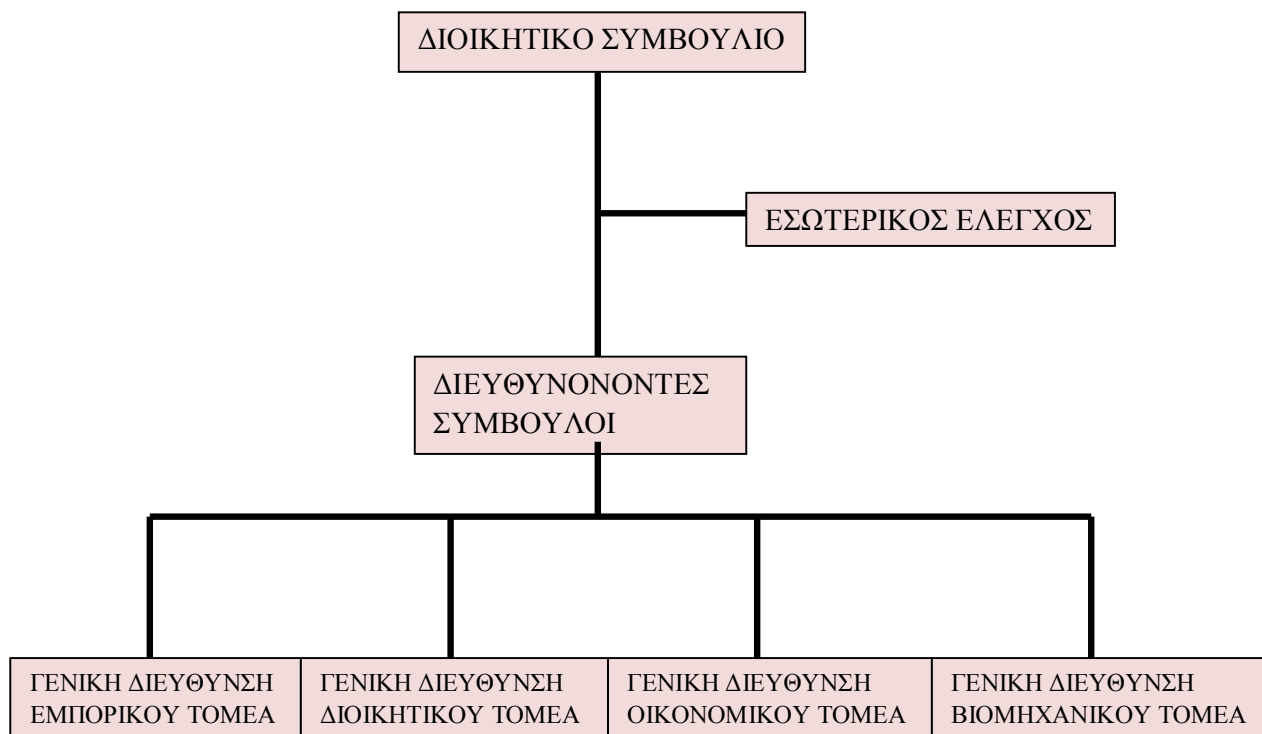 ΔΙΟΙΚΗΤΙΚΟ ΣΥΜΒΟΥΛΙΟ
ΕΣΩΤΕΡΙΚΟΣ ΕΛΕΓΧΟΣ
ΔΙΕΥΘΥΝΟΝΟΝΤΕΣ
ΣΥΜΒΟΥΛΟΙ
ΓΕΝΙΚΗ ΔΙΕΥΘΥΝΣΗ
ΕΜΠΟΡΙΚΟΥ ΤΟΜΕΑ
ΓΕΝΙΚΗ ΔΙΕΥΘΥΝΣΗ
ΔΙΟΙΚΗΤΙΚΟΥ ΤΟΜΕΑ
ΓΕΝΙΚΗ ΔΙΕΥΘΥΝΣΗ
ΟΙΚΟΝΟΜΙΚΟΥ ΤΟΜΕΑ
ΓΕΝΙΚΗ ΔΙΕΥΘΥΝΣΗ
ΒΙΟΜΗΧΑΝΙΚΟΥ ΤΟΜΕΑ